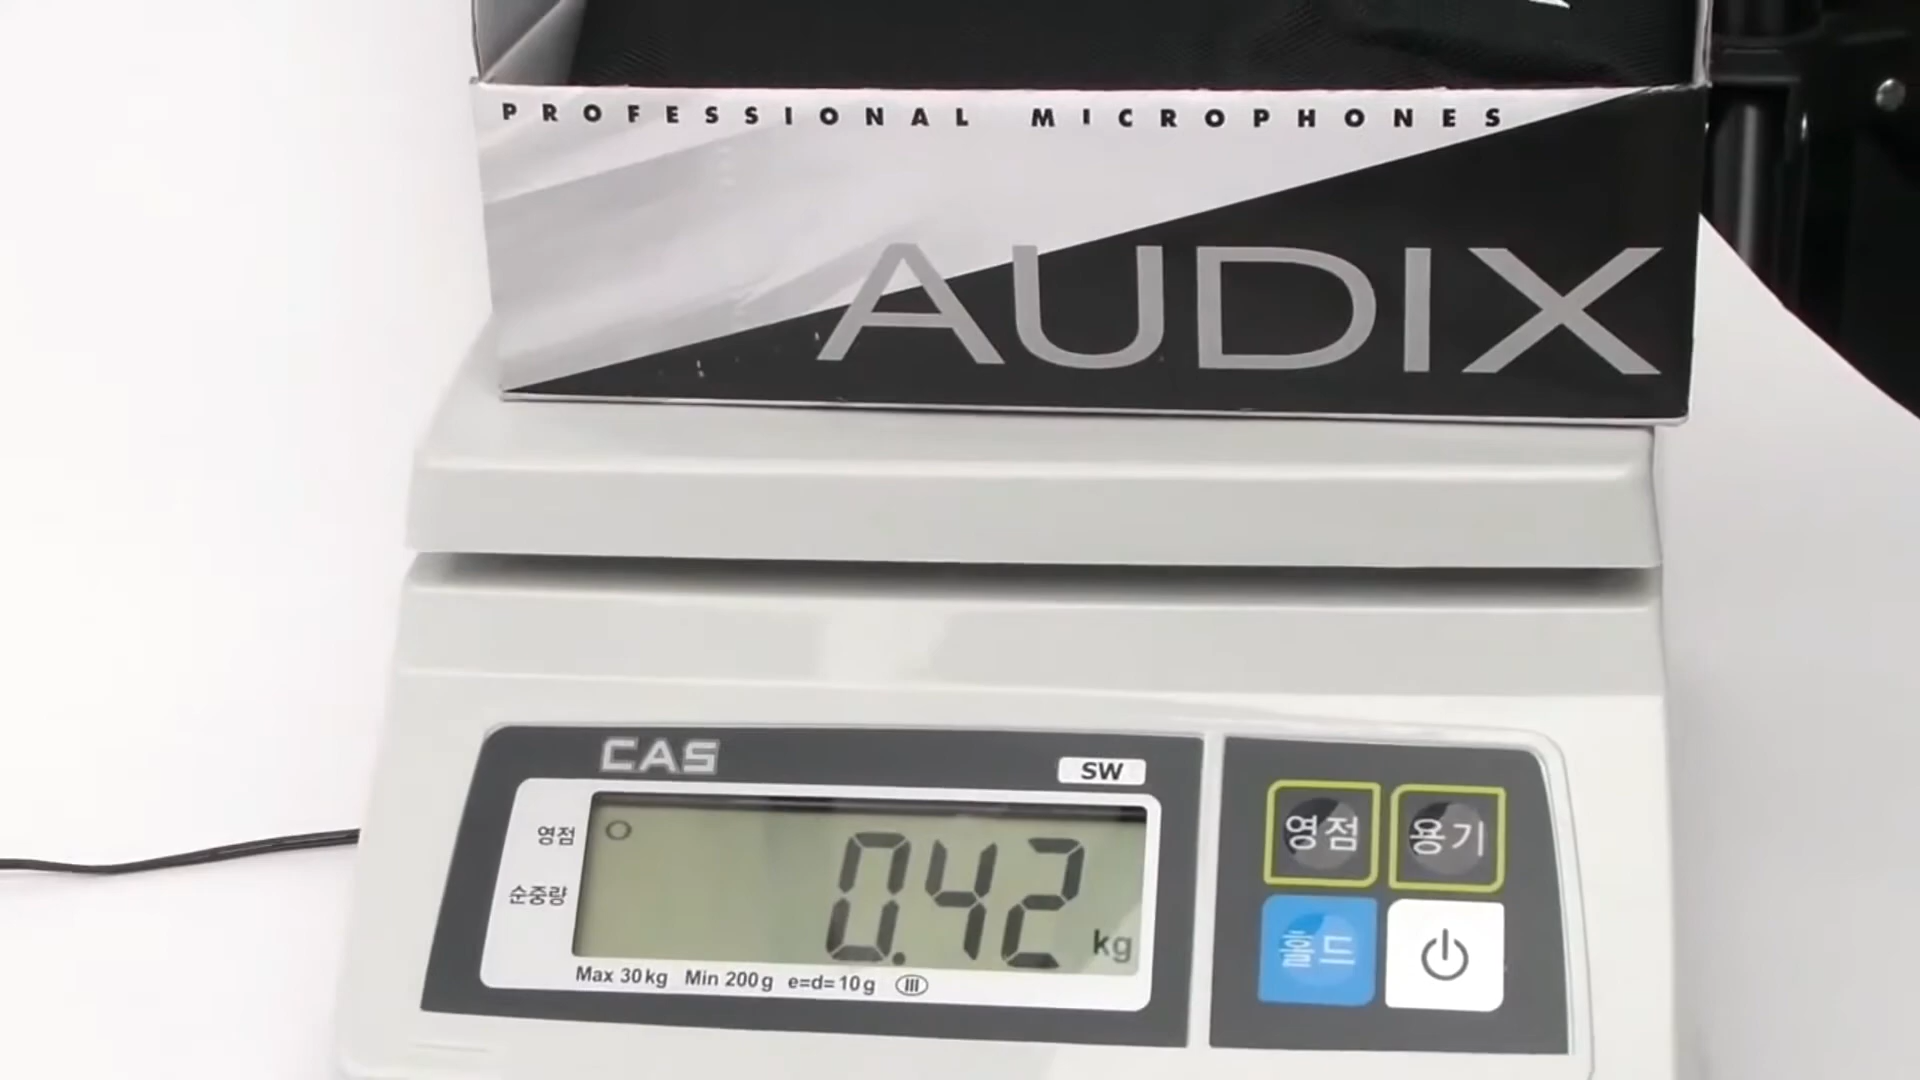 PROFESSIONAL MICROPHONES
AUDIX
CAS
SW
영점
순중량
0.42 kg
Max 30kg Min 200g e=d=10g III
영점
용기
홀드